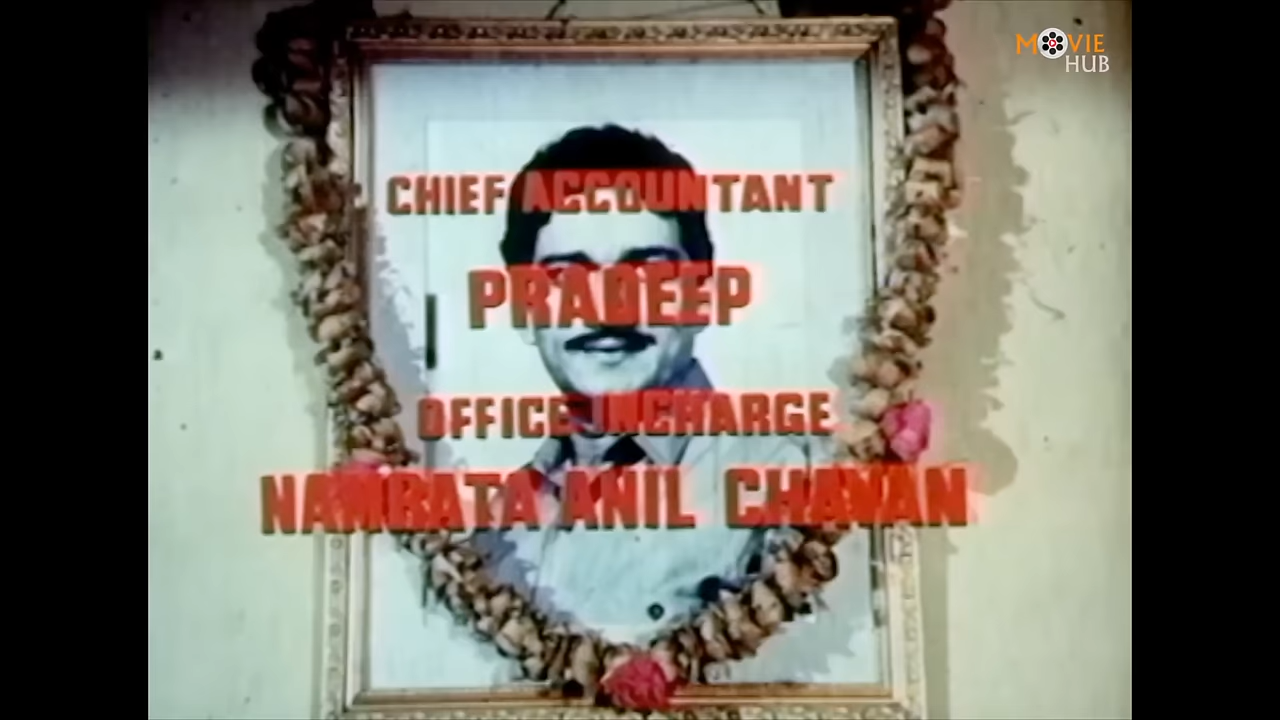 MOVIE
HUB
CHIEF ACCOUNTANT
PRADEEP
OFFICE INCHARGE
NAMRATA ANIL CHAVAN